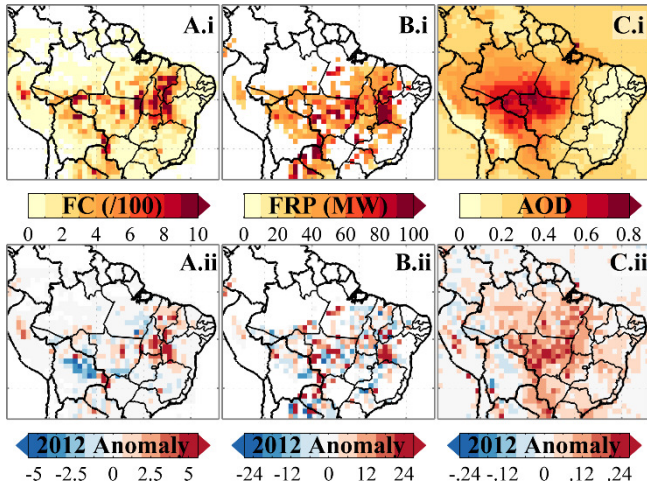 A.i B.i C.i
FC (/100) FRP (MW) AOD
0 2 4 6 8 10 0 20 40 60 80 100 0 0.2 0.4 0.6 0.8
A.ii B.ii C.ii
2012 Anomaly 2012 Anomaly 2012 Anomaly
-5 -2.5 0 2.5 5 -24 -12 0 12 24 -.24 -.12 0 .12 .24